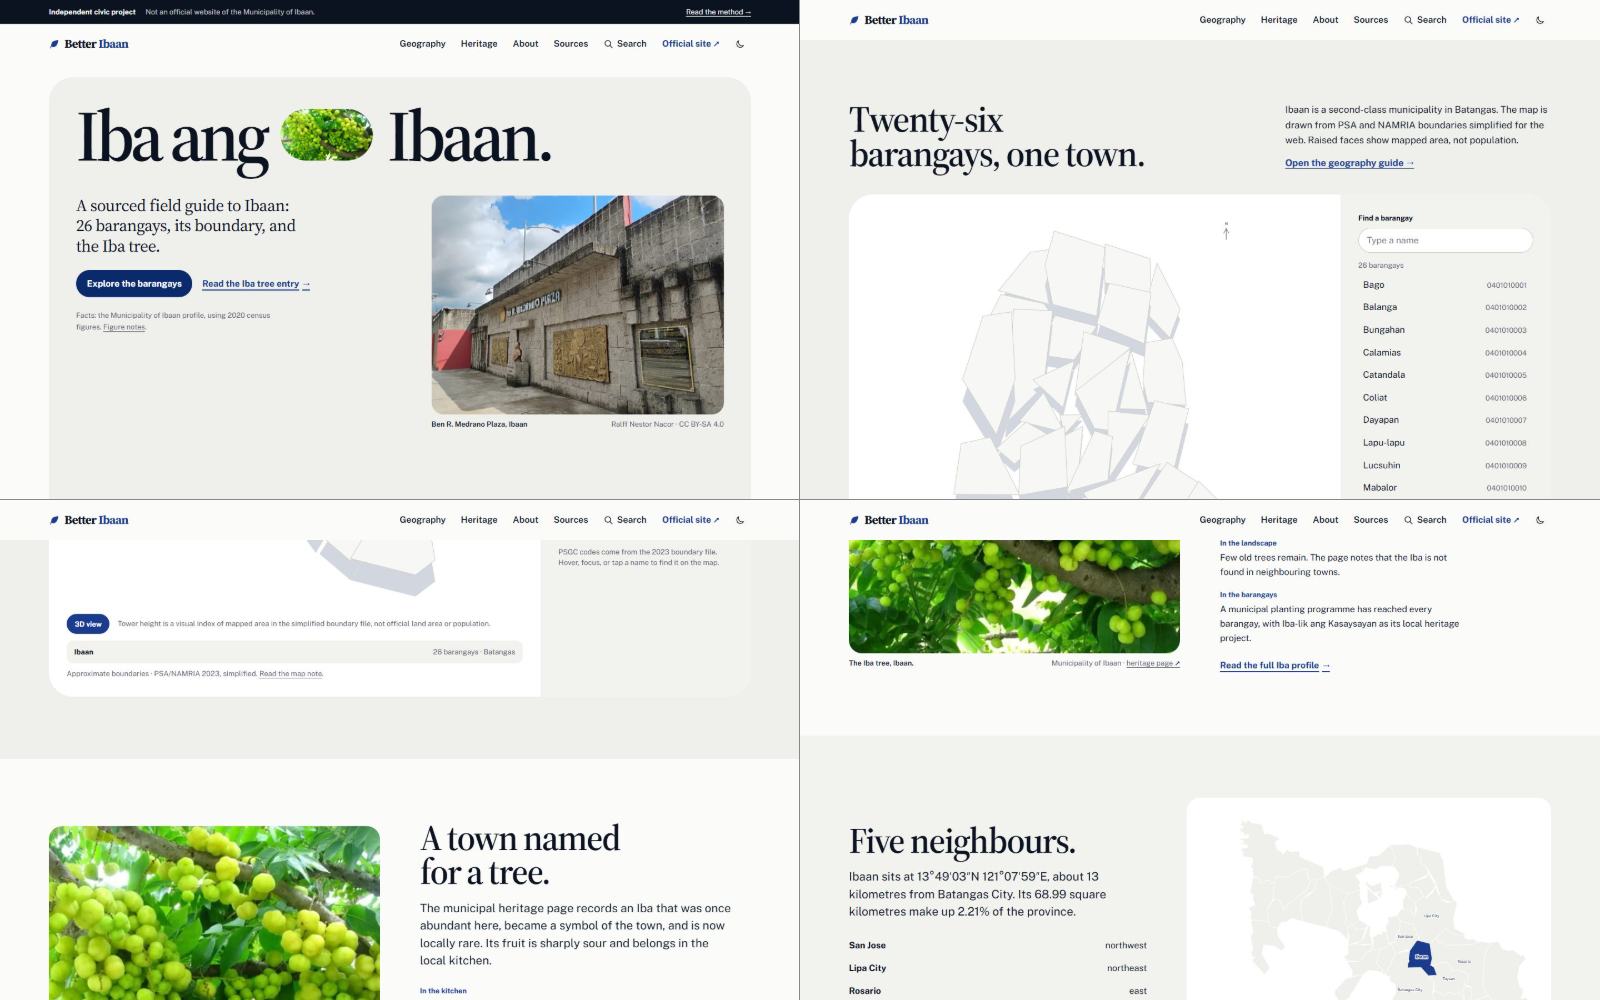 Independent civic project Not an official website of the Municipality of Ibaan. Read the method →
Better Ibaan Geography Heritage About Sources Search Official site ↗
Iba ang Ibaan.
A sourced field guide to Ibaan:
26 barangays, its boundary, and
the Iba tree.
Explore the barangays Read the Iba tree entry →
Facts: the Municipality of Ibaan profile, using 2020 census
figures. Figure notes.
Ben R. Medrano Plaza, Ibaan Ralff Nestor Nacor · CC BY-SA 4.0
Better Ibaan Geography Heritage About Sources Search Official site ↗
Twenty-six
barangays, one town.
Ibaan is a second-class municipality in Batangas. The map is
drawn from PSA and NAMRIA boundaries simplified for the
web. Raised faces show mapped area, not population.
Open the geography guide →
N
Find a barangay
Type a name
26 barangays
Bago 0401010001
Balanga 0401010002
Bungahan 0401010003
Calamias 0401010004
Catandala 0401010005
Coliat 0401010006
Dayapan 0401010007
Lapu-lapu 0401010008
Lucsuhin 0401010009
Mabalor 0401010010
Better Ibaan Geography Heritage About Sources Search Official site ↗
PSGC codes come from the 2023 boundary file.
Hover, focus, or tap a name to find it on the map.
3D view Tower height is a visual index of mapped area in the simplified boundary file, not official land area or population.
Ibaan 26 barangays · Batangas
Approximate boundaries · PSA/NAMRIA 2023, simplified. Read the map note.
A town named
for a tree.
The municipal heritage page records an Iba that was once
abundant here, became a symbol of the town, and is now
locally rare. Its fruit is sharply sour and belongs in the
local kitchen.
In the kitchen
Better Ibaan Geography Heritage About Sources Search Official site ↗
In the landscape
Few old trees remain. The page notes that the Iba is not
found in neighbouring towns.
In the barangays
A municipal planting programme has reached every
barangay, with Iba-lik ang Kasaysayan as its local heritage
project.
Read the full Iba profile →
The Iba tree, Ibaan. Municipality of Ibaan · heritage page ↗
Five neighbours.
Ibaan sits at 13°49′03″N 121°07′59″E, about 13
kilometres from Batangas City. Its 68.99 square
kilometres make up 2.21% of the province.
San Jose northwest
Lipa City northeast
Rosario east
Lipa City
San Jose
Ibaan
Rosario
Taysan
Batangas City